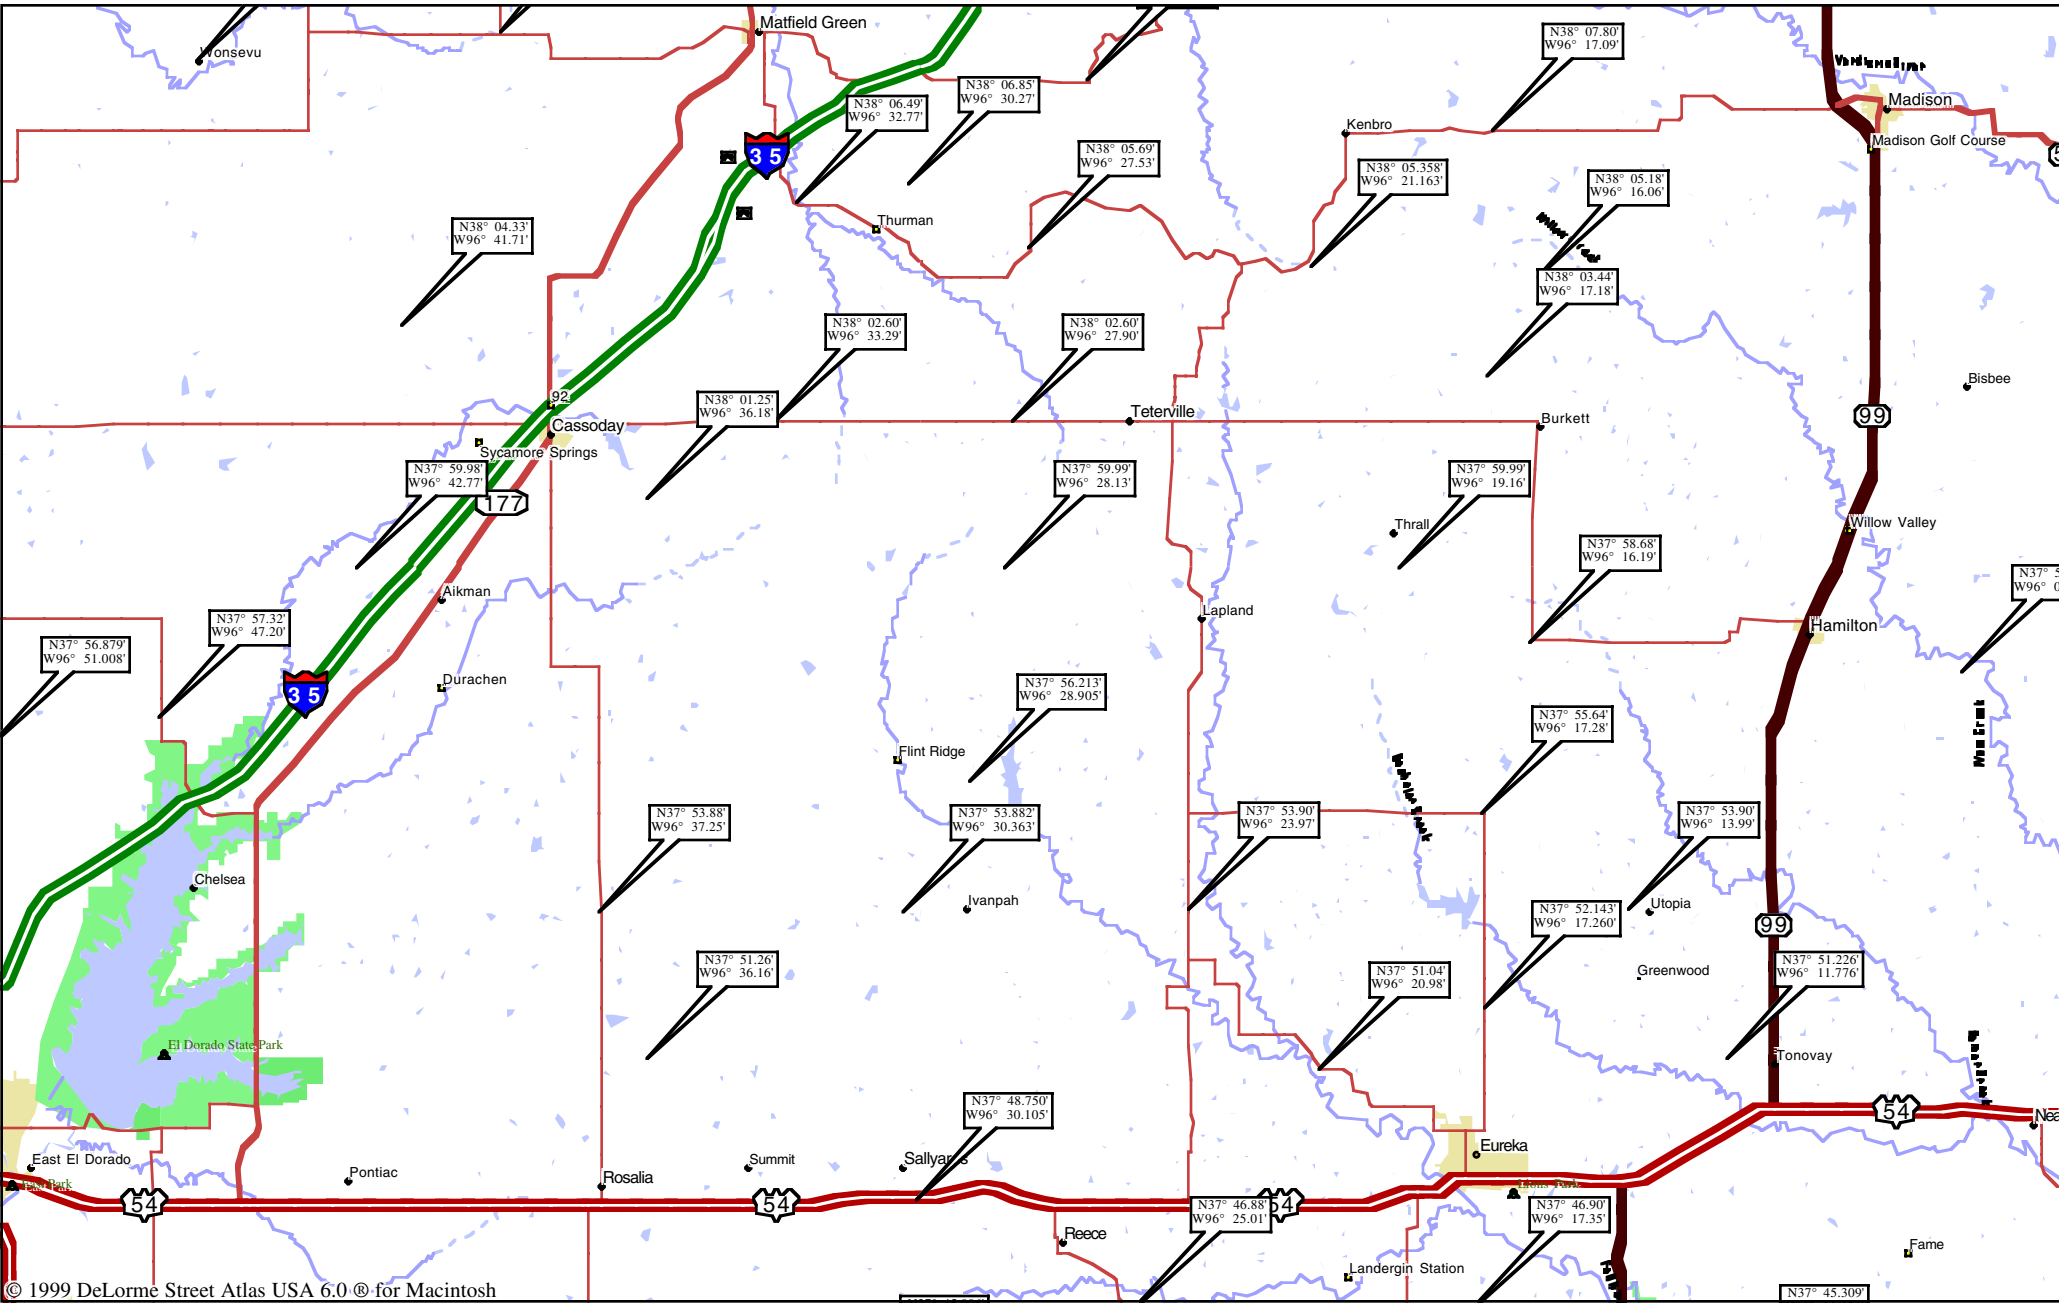 Matfield Green
Wonsevu
N38° 07.80'
W96° 17.09'
Madison
Madison Golf Course
N38° 06.85'
W96° 30.27'
N38° 06.49'
W96° 32.77'
Kenbro
35
N38° 05.69'
W96° 27.53'
N38° 05.358'
W96° 21.163'
N38° 05.18'
W96° 16.06'
Thurman
N38° 04.33'
W96° 41.71'
N38° 03.44'
W96° 17.18'
N38° 02.60'
W96° 33.29'
N38° 02.60'
W96° 27.90'
Bisbee
92
N38° 01.25'
W96° 36.18'
Teterville
Burkett
99
Cassoday
Sycamore Springs
N37° 59.98'
W96° 42.77'
177
N37° 59.99'
W96° 28.13'
N37° 59.99'
W96° 19.16'
Thrall
Willow Valley
N37° 58.68'
W96° 16.19'
Aikman
Lapland
N37° 57.32'
W96° 47.20'
Hamilton
N37° 56.879'
W96° 51.008'
35
Durachen
N37° 56.213'
W96° 28.905'
N37° 55.64'
W96° 17.28'
Flint Ridge
N37° 53.88'
W96° 37.25'
N37° 53.882'
W96° 30.363'
N37° 53.90'
W96° 23.97'
N37° 53.90'
W96° 13.99'
Chelsea
Ivanpah
Utopia
N37° 52.143'
W96° 17.260'
99
N37° 51.26'
W96° 36.16'
N37° 51.04'
W96° 20.98'
Greenwood
N37° 51.226'
W96° 11.776'
El Dorado State Park
Tonovay
N37° 48.750'
W96° 30.105'
54
Nea
Eureka
East El Dorado
Pontiac
Rosalia
Summit
Sallyards
East Park
Lions Park
54
54
54
N37° 46.88'
W96° 25.01'
N37° 46.90'
W96° 17.35'
Reece
Fame
Landergin Station
N37° 45.309'
© 1999 DeLorme Street Atlas USA 6.0 ® for Macintosh